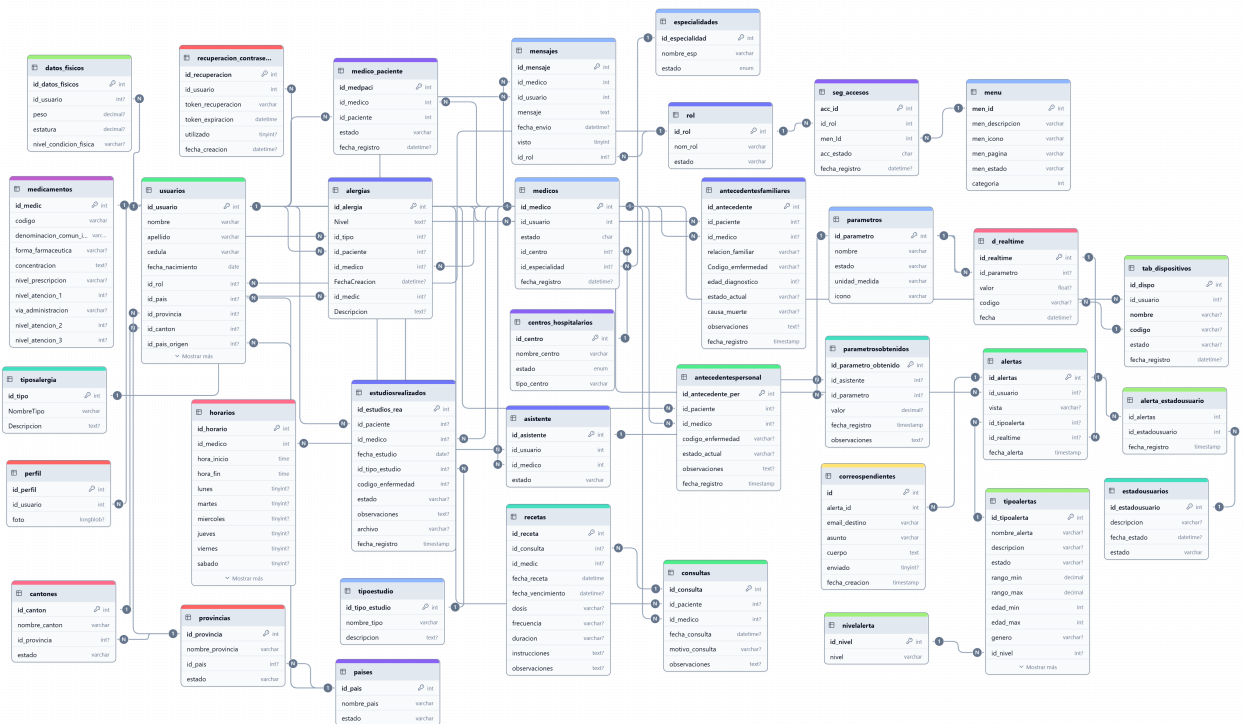 especialidades
id_especialidad int
nombre_esp varchar
estado enum
datos_fisicos
id_datos_fisicos int
id_usuario int?
peso decimal?
estatura decimal?
nivel_condicion_fisica varchar?
recuperacion_contrase...
id_recuperacion int
id_usuario int
token_recuperacion varchar
token_expiracion datetime
utilizado tinyint?
fecha_creacion datetime?
medico_paciente
id_medpaci int
id_medico int
id_paciente int
estado varchar
fecha_registro datetime?
mensajes
id_mensaje int
id_medico int
id_usuario int
mensaje text
fecha_envio datetime?
visto tinyint
id_rol int?
rol
id_rol int
nom_rol varchar
estado varchar
seg_accesos
acc_id int
id_rol int
men_Id int
acc_estado char
fecha_registro datetime?
menu
men_id int
men_descripcion varchar
men_icono varchar
men_pagina varchar
men_estado varchar
categoria int
medicamentos
id_medic int
codigo varchar
denominacion_comun_i... varc...
forma_farmaceutica varchar?
concentracion text?
nivel_prescripcion varchar?
nivel_atencion_1 int?
via_administracion varchar?
nivel_atencion_2 int?
nivel_atencion_3 int?
usuarios
id_usuario int
nombre varchar
apellido varchar
cedula varchar
fecha_nacimiento date
id_rol int?
id_pais int?
id_provincia int?
id_canton int?
id_pais_origen int?
Mostrar más
alergias
id_alergia int
Nivel text?
id_tipo int?
id_paciente int?
id_medico int?
FechaCreacion datetime?
id_medic int?
Descripcion text?
medicos
id_medico int
id_usuario int
estado char
id_centro int?
id_especialidad int?
fecha_registro datetime?
antecedentesfamiliares
id_antecedente int
id_paciente int?
id_medico int?
relacion_familiar varchar?
Codigo_enfermedad varchar?
edad_diagnostico int?
estado_actual varchar?
causa_muerte varchar?
observaciones text?
fecha_registro timestamp
parametros
id_parametro int
nombre varchar
estado varchar
unidad_medida varchar
icono varchar
d_realtime
id_realtime int
id_parametro int?
valor float?
codigo varchar?
fecha datetime?
tab_dispositivos
id_dispo int
id_usuario int?
nombre varchar?
codigo varchar?
estado varchar?
fecha_registro datetime?
centros_hospitalarios
id_centro int
nombre_centro varchar
estado enum
tipo_centro varchar
parametrosobtenidos
id_parametro_obtenido int
id_asistente int?
id_parametro int?
valor decimal?
fecha_registro timestamp
observaciones text?
alertas
id_alertas int
id_usuario int?
vista varchar?
id_tipoalerta int?
id_realtime int?
fecha_alerta timestamp
tiposalergia
id_tipo int
NombreTipo varchar
Descripcion text?
horarios
id_horario int
id_medico int
hora_inicio time
hora_fin time
lunes tinyint?
martes tinyint?
miercoles tinyint?
jueves tinyint?
viernes tinyint?
sabado tinyint?
Mostrar más
estudiosrealizados
id_estudios_rea int
id_paciente int?
id_medico int?
fecha_estudio date?
id_tipo_estudio int?
codigo_enfermedad int?
estado varchar?
observaciones text?
archivo varchar?
fecha_registro timestamp
antecedentespersonal
id_antecedente_per int
id_paciente int?
id_medico int?
codigo_enfermedad varchar?
estado_actual varchar?
observaciones text?
fecha_registro timestamp
alerta_estadousuario
id_alertas int
id_estadousuario int
fecha_registro timestamp
asistente
id_asistente int
id_usuario int
id_medico int
estado varchar
perfil
id_perfil int
id_usuario int
foto longblob?
correospendientes
id int
alerta_id int
email_destino varchar
asunto varchar
cuerpo text
enviado tinyint?
fecha_creacion timestamp
tipoalertas
id_tipoalerta int
nombre_alerta varchar?
descripcion varchar?
estado varchar?
rango_min decimal
rango_max decimal
edad_min int
edad_max int
genero varchar?
id_nivel int?
Mostrar más
estadousuarios
id_estadousuario int
descripcion varchar?
fecha_estado datetime?
estado varchar
recetas
id_receta int
id_consulta int?
id_medic int?
fecha_receta datetime
fecha_vencimiento datetime?
dosis varchar?
frecuencia varchar?
duracion varchar?
instrucciones text?
observaciones text?
consultas
id_consulta int
id_paciente int?
id_medico int?
fecha_consulta datetime?
motivo_consulta varchar?
observaciones text?
cantones
id_canton int
nombre_canton varchar
id_provincia int?
estado varchar
provincias
id_provincia int
nombre_provincia varchar
id_pais int?
estado varchar
tipoestudio
id_tipo_estudio int
nombre_tipo varchar
descripcion text?
nivelalerta
id_nivel int
nivel varchar
paises
id_pais int
nombre_pais varchar
estado varchar